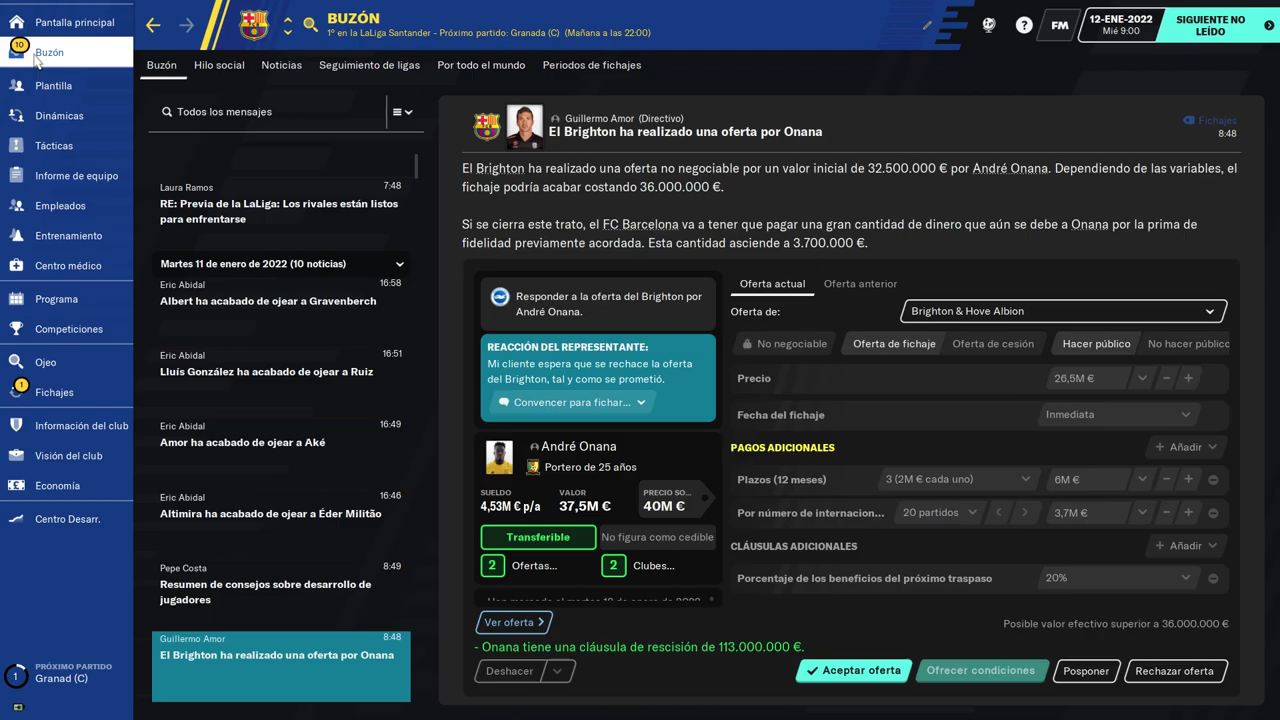 Pantalla principal
10
Buzón
Plantilla
Dinámicas
Tácticas
Informe de equipo
Empleados
Entrenamiento
Centro médico
Programa
Competiciones
Ojeo
1
Fichajes
Información del club
Visión del club
Economía
Centro Desarr.
1
PRÓXIMO PARTIDO
Granad (C)
BUZÓN
1º en la LaLiga Santander - Próximo partido: Granada (C) (Mañana a las 22:00)
?
FM
12-ENE-2022
Mié 9:00
SIGUIENTE NO LEÍDO
Buzón Hilo social Noticias Seguimiento de ligas Por todo el mundo Periodos de fichajes
Todos los mensajes
Laura Ramos 7:48
RE: Previa de la LaLiga: Los rivales están listos
para enfrentarse
Martes 11 de enero de 2022 (10 noticias)
Eric Abidal 16:58
Albert ha acabado de ojear a Gravenberch
Eric Abidal 16:51
Lluís González ha acabado de ojear a Ruiz
Eric Abidal 16:49
Amor ha acabado de ojear a Aké
Eric Abidal 16:46
Altimira ha acabado de ojear a Éder Militão
Pepe Costa 8:49
Resumen de consejos sobre desarrollo de
jugadores
Guillermo Amor 8:48
El Brighton ha realizado una oferta por Onana
Guillermo Amor (Directivo)
El Brighton ha realizado una oferta por Onana
Fichajes
8:48
El Brighton ha realizado una oferta no negociable por un valor inicial de 32.500.000 € por André Onana. Dependiendo de las variables, el
fichaje podría acabar costando 36.000.000 €.
Si se cierra este trato, el FC Barcelona va a tener que pagar una gran cantidad de dinero que aún se debe a Onana por la prima de
fidelidad previamente acordada. Esta cantidad asciende a 3.700.000 €.
Responder a la oferta del Brighton por
André Onana.
REACCIÓN DEL REPRESENTANTE:
Mi cliente espera que se rechace la oferta
del Brighton, tal y como se prometió.
Convencer para fichar...
André Onana
Portero de 25 años
SUELDO VALOR PRECIO SO...
4,53M € p/a 37,5M € 40M €
Transferible No figura como cedible
2 Ofertas... 2 Clubes...
Ver oferta
Oferta actual Oferta anterior
Oferta de: Brighton & Hove Albion
No negociable Oferta de fichaje Oferta de cesión Hacer público No hacer públic
Precio 26,5M €
Fecha del fichaje Inmediata
PAGOS ADICIONALES + Añadir
Plazos (12 meses) 3 (2M € cada uno) 6M €
Por número de internacion... 20 partidos 3,7M €
CLÁUSULAS ADICIONALES + Añadir
Porcentaje de los beneficios del próximo traspaso 20%
Posible valor efectivo superior a 36.000.000 €
- Onana tiene una cláusula de rescisión de 113.000.000 €.
Deshacer Aceptar oferta Ofrecer condiciones Posponer Rechazar oferta